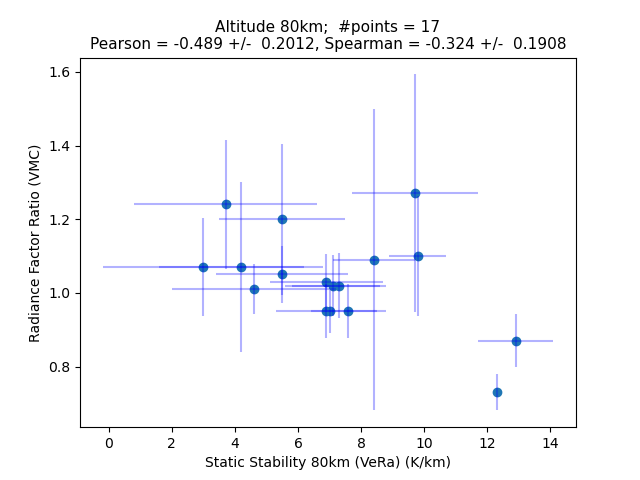 Altitude 80km;  #points = 17
Pearson = -0.489 +/-  0.2012, Spearman = -0.324 +/-  0.1908
1.6
1.4
1.2
1.0
0.8
Radiance Factor Ratio (VMC)
0 2 4 6 8 10 12 14
Static Stability 80km (VeRa) (K/km)